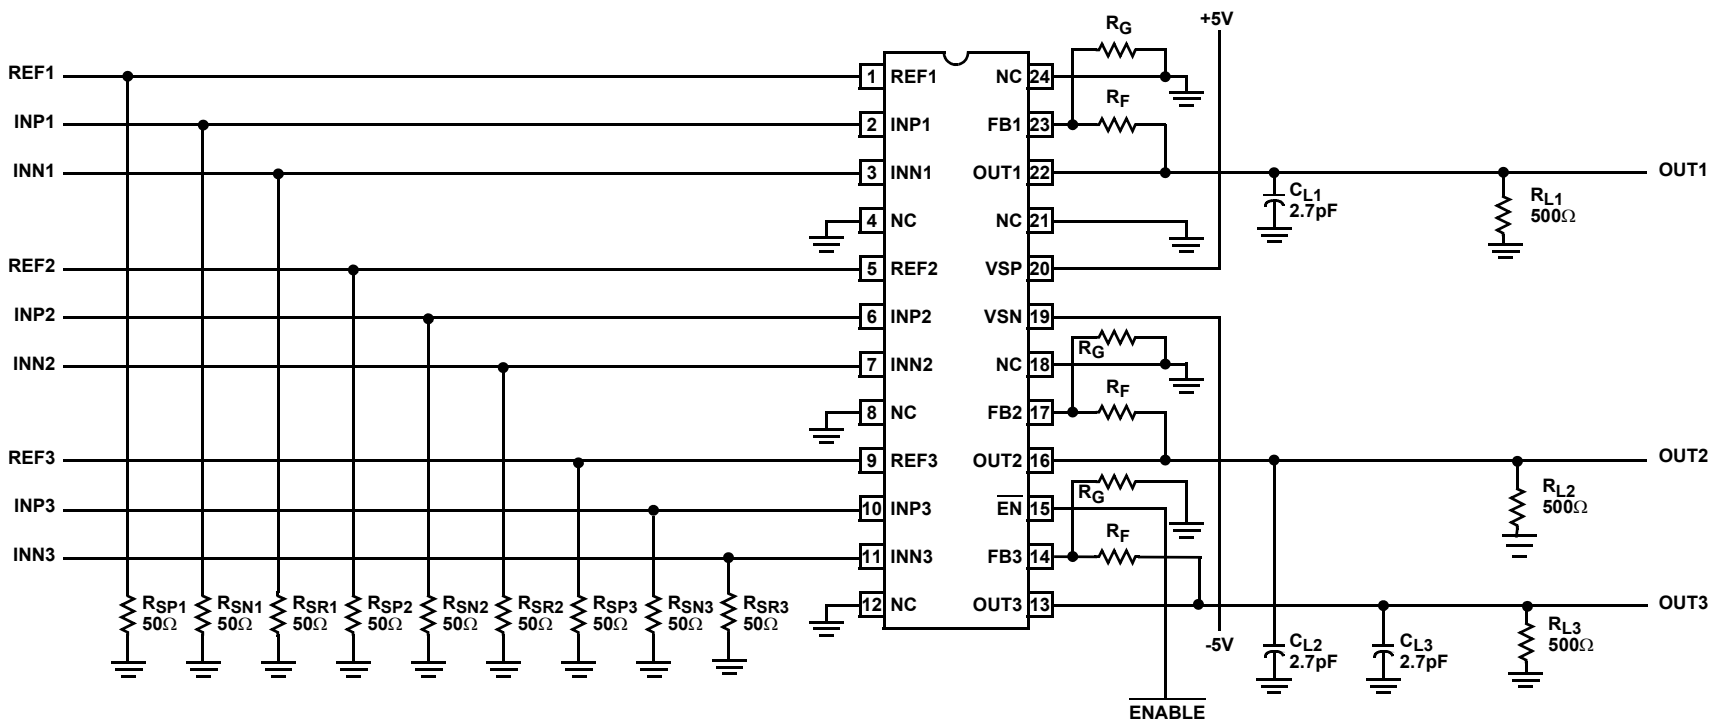 REF1
INP1
INN1
REF2
INP2
INN2
REF3
INP3
INN3
RSP1
50Ω
RSN1
50Ω
RSR1
50Ω
RSP2
50Ω
RSN2
50Ω
RSR2
50Ω
RSP3
50Ω
RSN3
50Ω
RSR3
50Ω
1 REF1
2 INP1
3 INN1
4 NC
5 REF2
6 INP2
7 INN2
8 NC
9 REF3
10 INP3
11 INN3
12 NC
NC 24
FB1 23
OUT1 22
NC 21
VSP 20
VSN 19
NC 18
FB2 17
OUT2 16
EN 15
FB3 14
OUT3 13
RG
RF
+5V
RG
RF
RG
RF
-5V
ENABLE
CL1
2.7pF
RL1
500Ω
OUT1
RL2
500Ω
OUT2
CL2
2.7pF
CL3
2.7pF
RL3
500Ω
OUT3